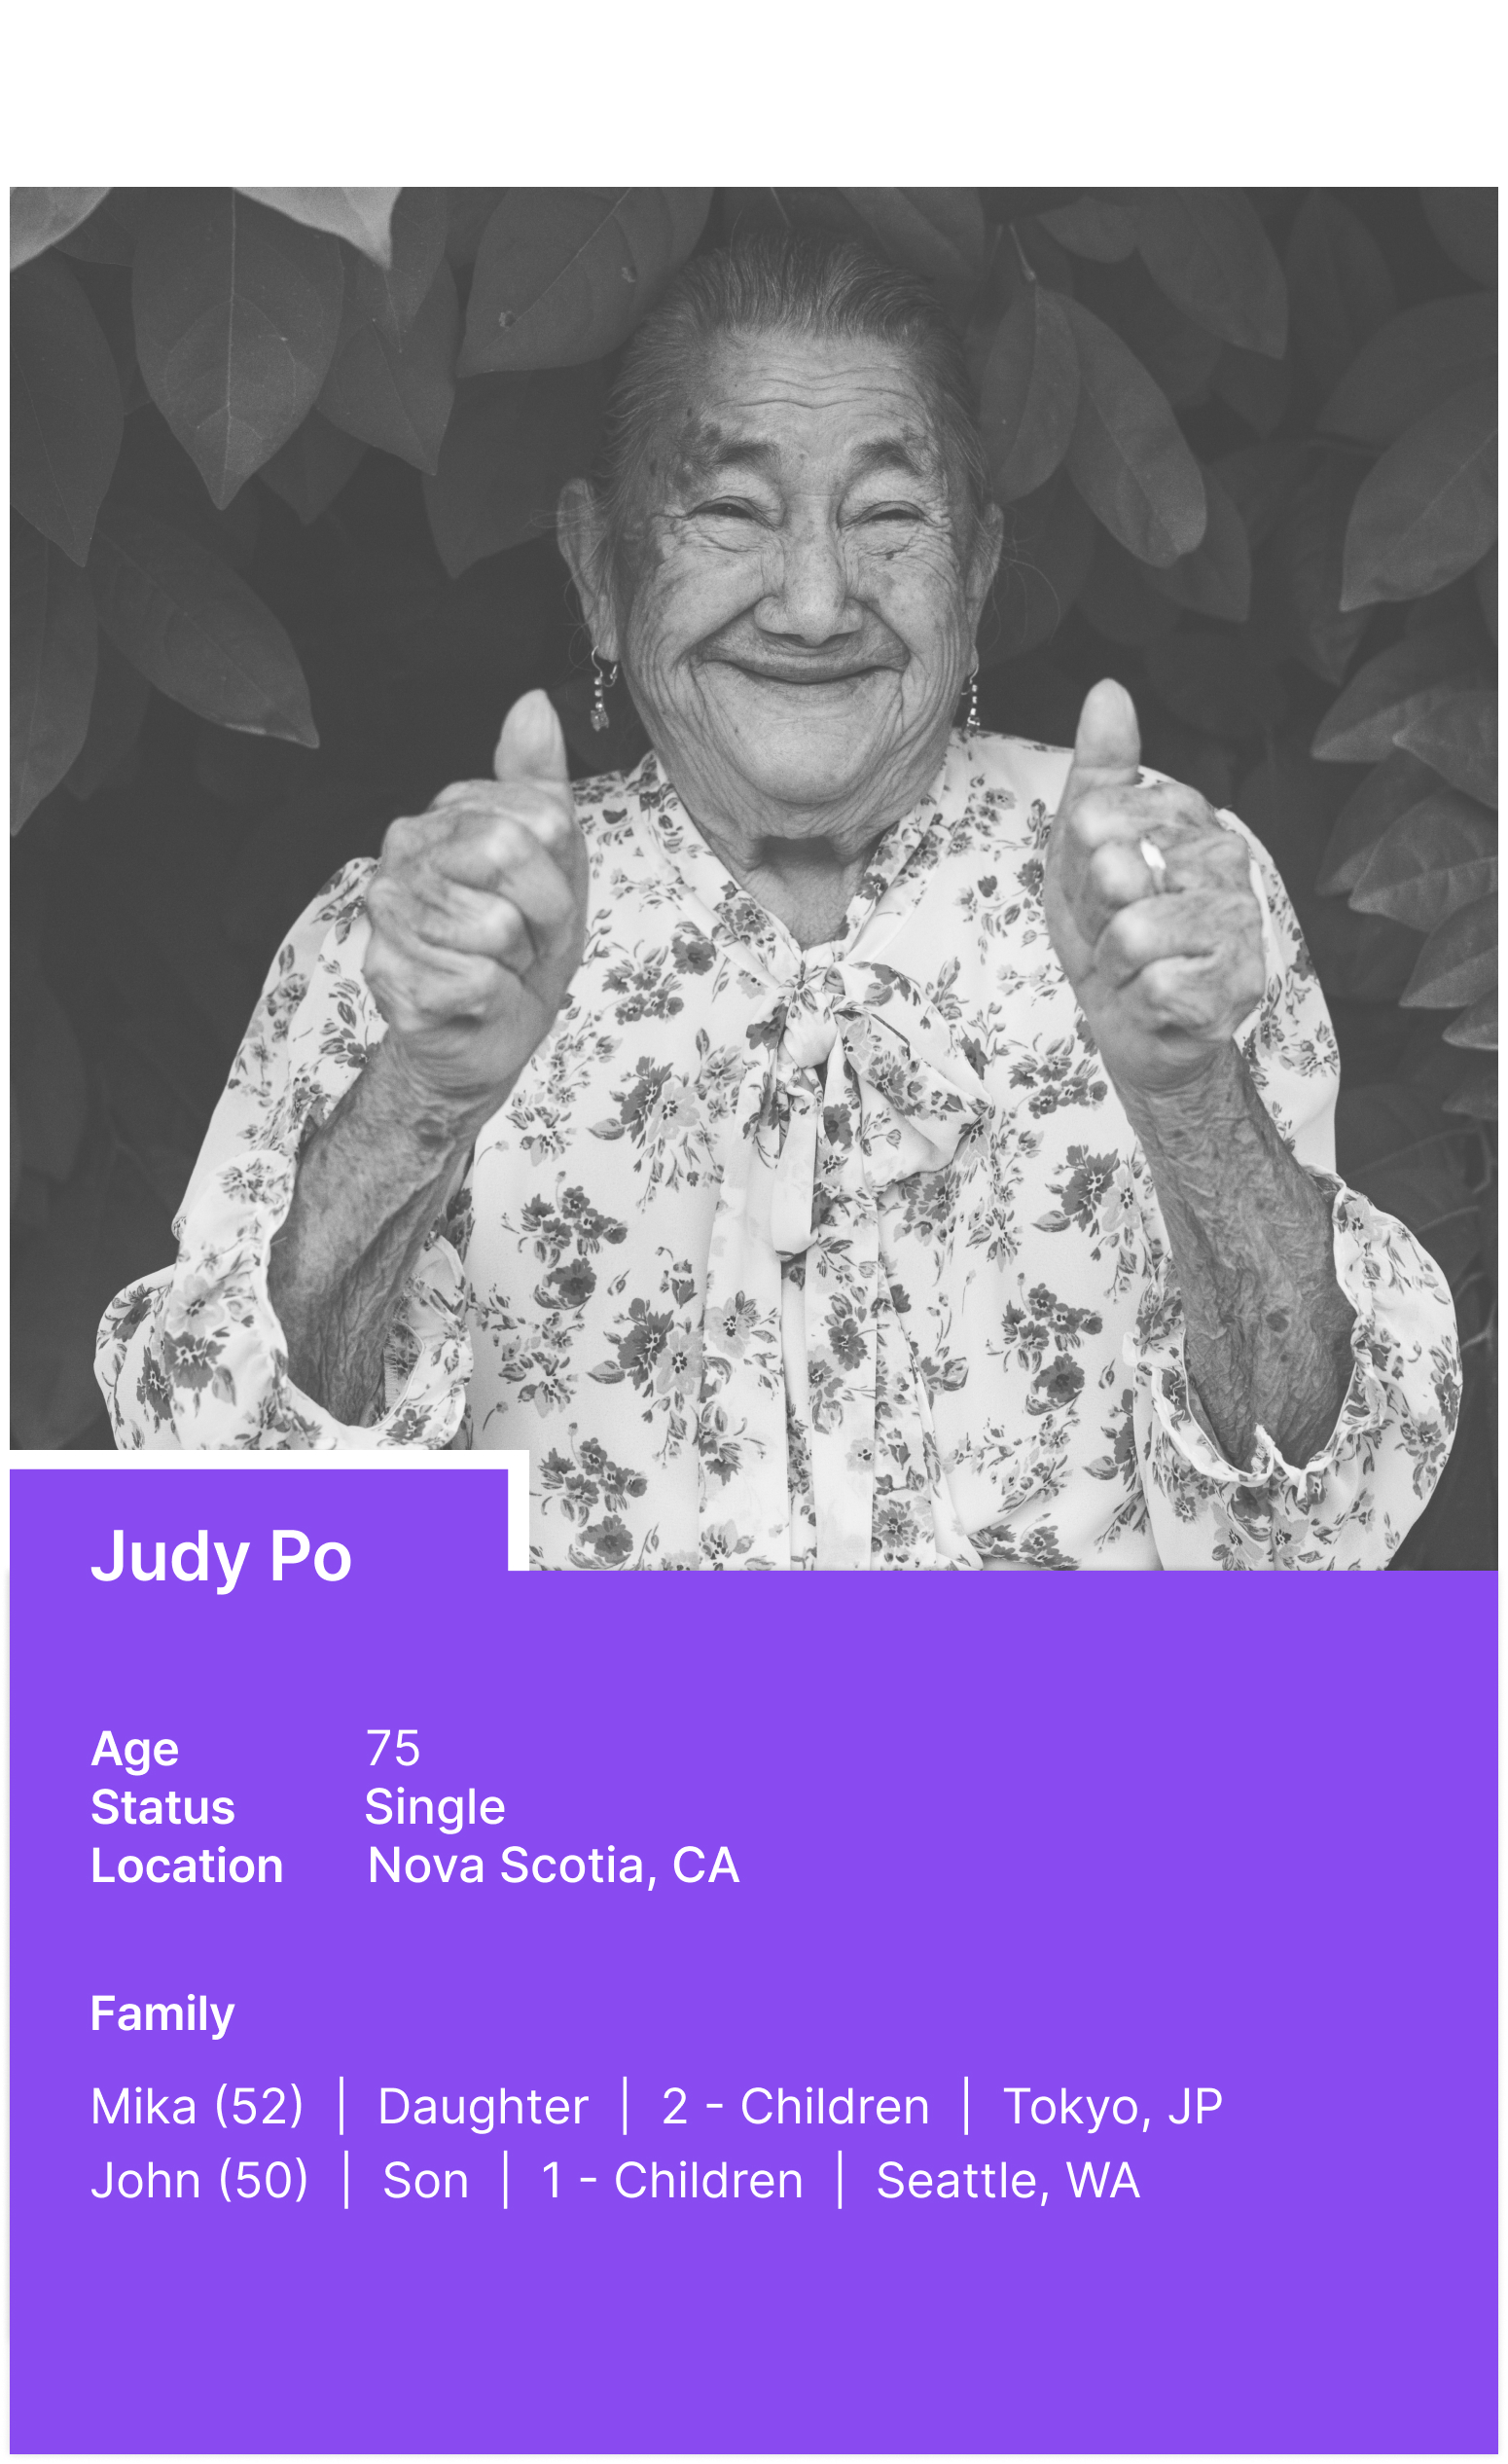 Judy Po
Age 75
Status Single
Location Nova Scotia, CA
Family
Mika (52) | Daughter | 2 - Children | Tokyo, JP
John (50) | Son | 1 - Children | Seattle, WA